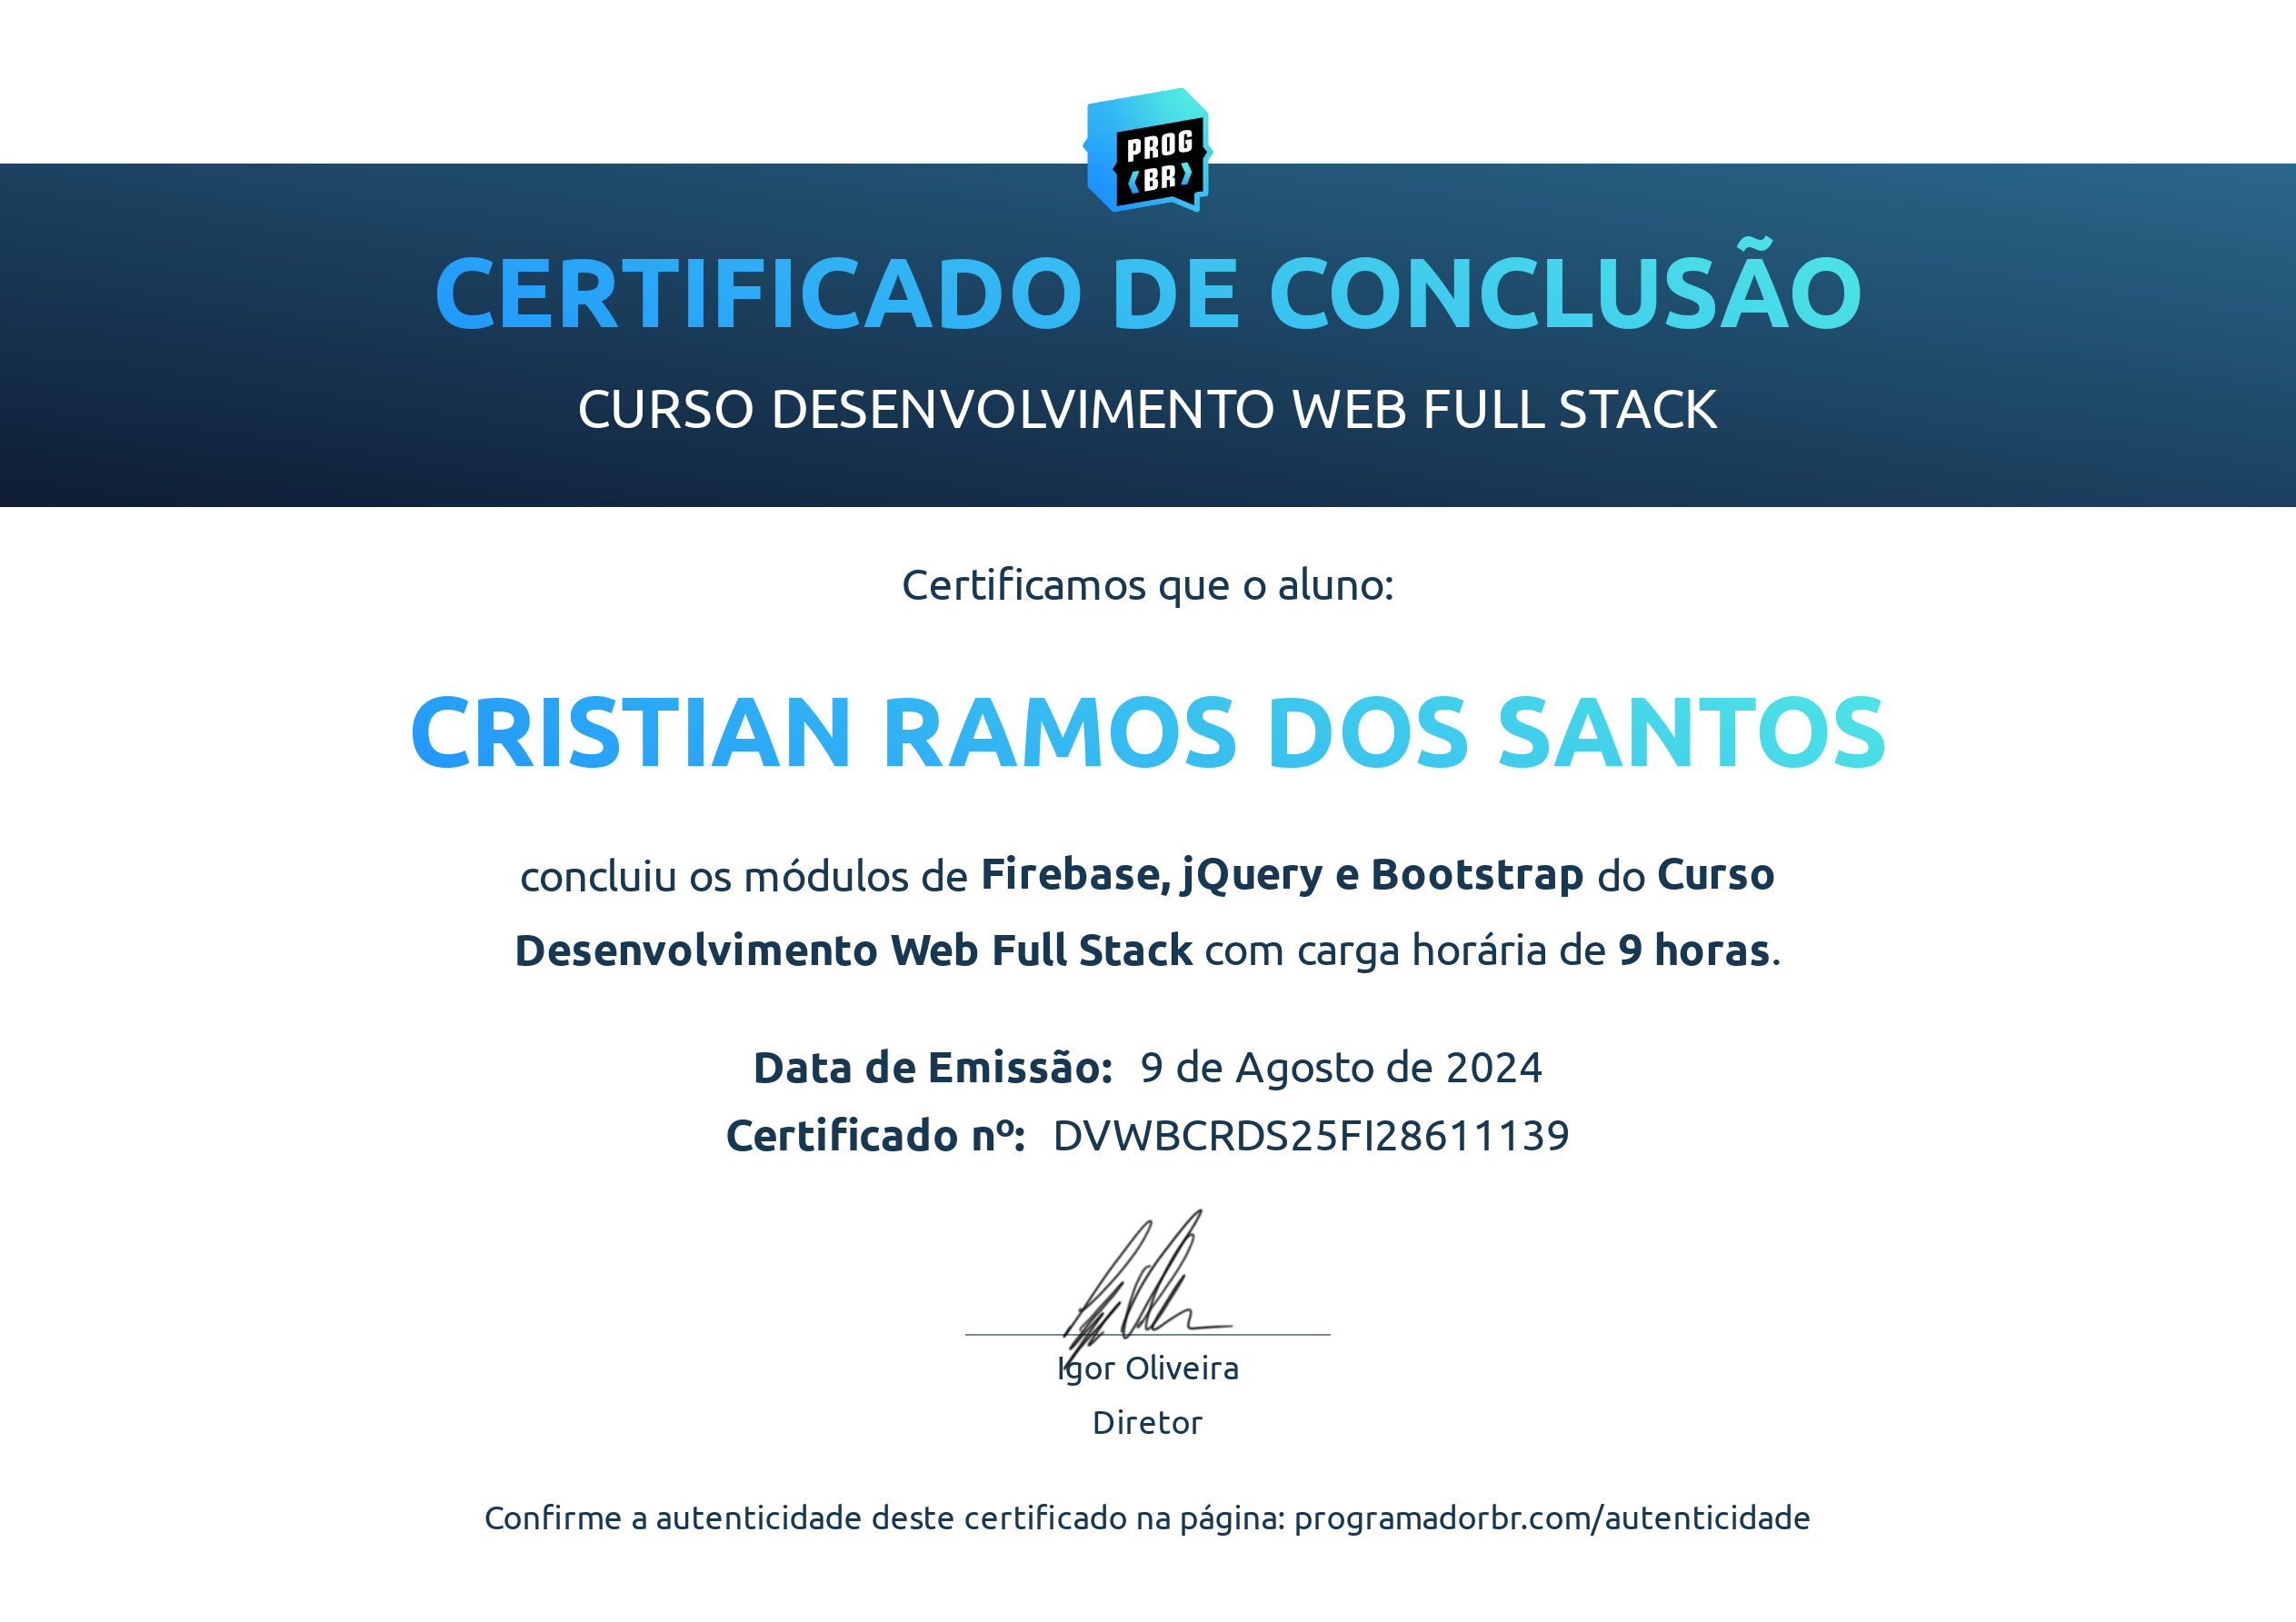 PROG
‹BR›
CERTIFICADO DE CONCLUSÃO
CURSO DESENVOLVIMENTO WEB FULL STACK
Certificamos que o aluno:
CRISTIAN RAMOS DOS SANTOS
concluiu os módulos de Firebase, jQuery e Bootstrap do Curso
Desenvolvimento Web Full Stack com carga horária de 9 horas.
Data de Emissão: 9 de Agosto de 2024
Certificado nº: DVWBCRDS25FI28611139
Igor Oliveira
Diretor
Confirme a autenticidade deste certificado na página: programadorbr.com/autenticidade